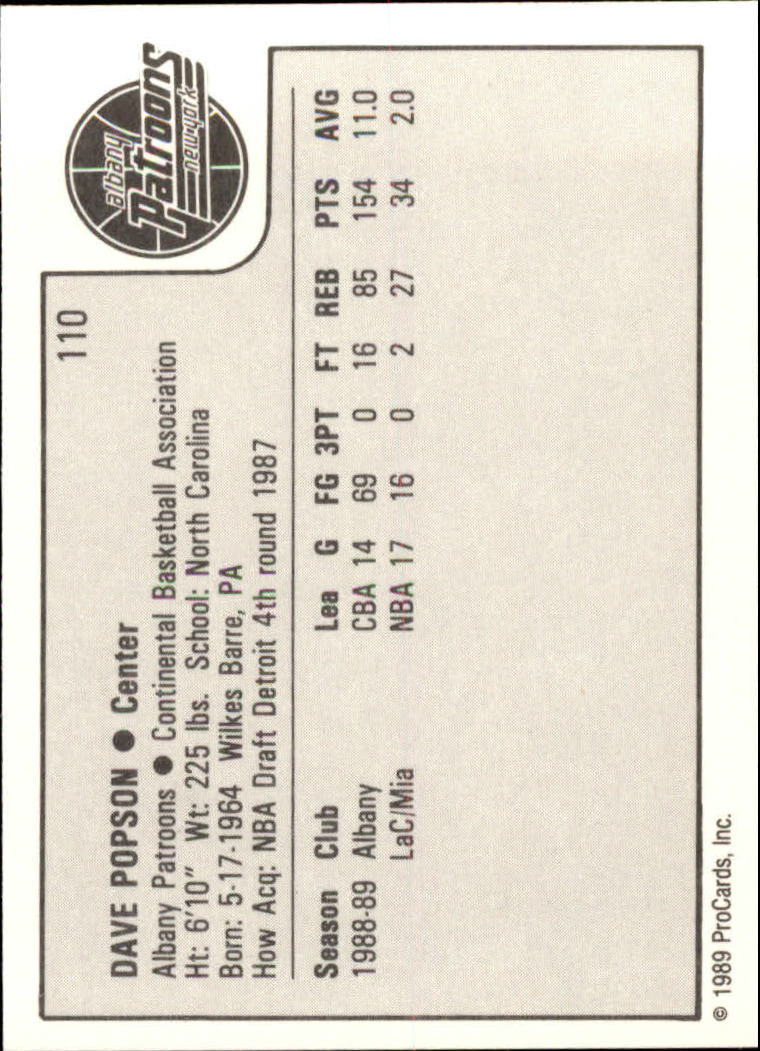 albany
Patroons
new-york
110
DAVE POPSON ● Center
Albany Patroons ● Continental Basketball Association
Ht: 6'10" Wt: 225 lbs. School: North Carolina
Born: 5-17-1964 Wilkes Barre, PA
How Acq: NBA Draft Detroit 4th round 1987
Season Club Lea G FG 3PT FT REB PTS AVG
1988-89 Albany CBA 14 69 0 16 85 154 11.0
LaC/Mia NBA 17 16 0 2 27 34 2.0
© 1989 ProCards, Inc.